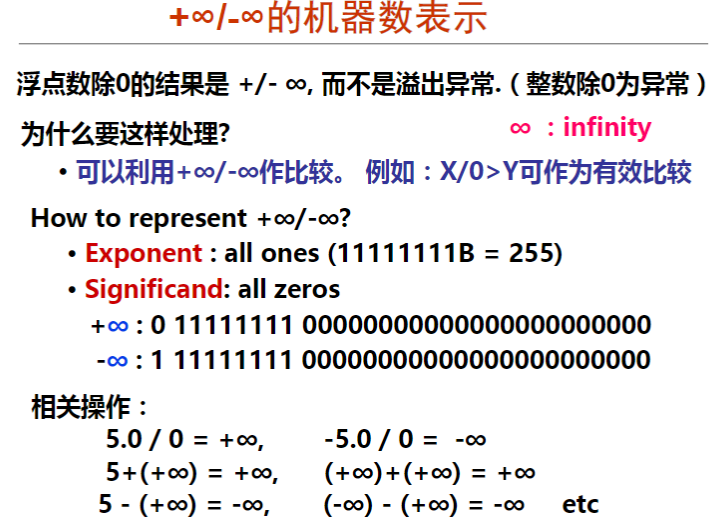 +∞/-∞的机器数表示
浮点数除0的结果是 +/- ∞, 而不是溢出异常.（整数除0为异常）
为什么要这样处理?
∞ ：infinity
• 可以利用+∞/-∞作比较。 例如：X/0>Y可作为有效比较
How to represent +∞/-∞?
• Exponent : all ones (11111111B = 255)
• Significand: all zeros
+∞ : 0 11111111 00000000000000000000000
-∞ : 1 11111111 00000000000000000000000
相关操作：
5.0 / 0 = +∞, -5.0 / 0 = -∞
5+(+∞) = +∞, (+∞)+(+∞) = +∞
5 - (+∞) = -∞, (-∞) - (+∞) = -∞ etc